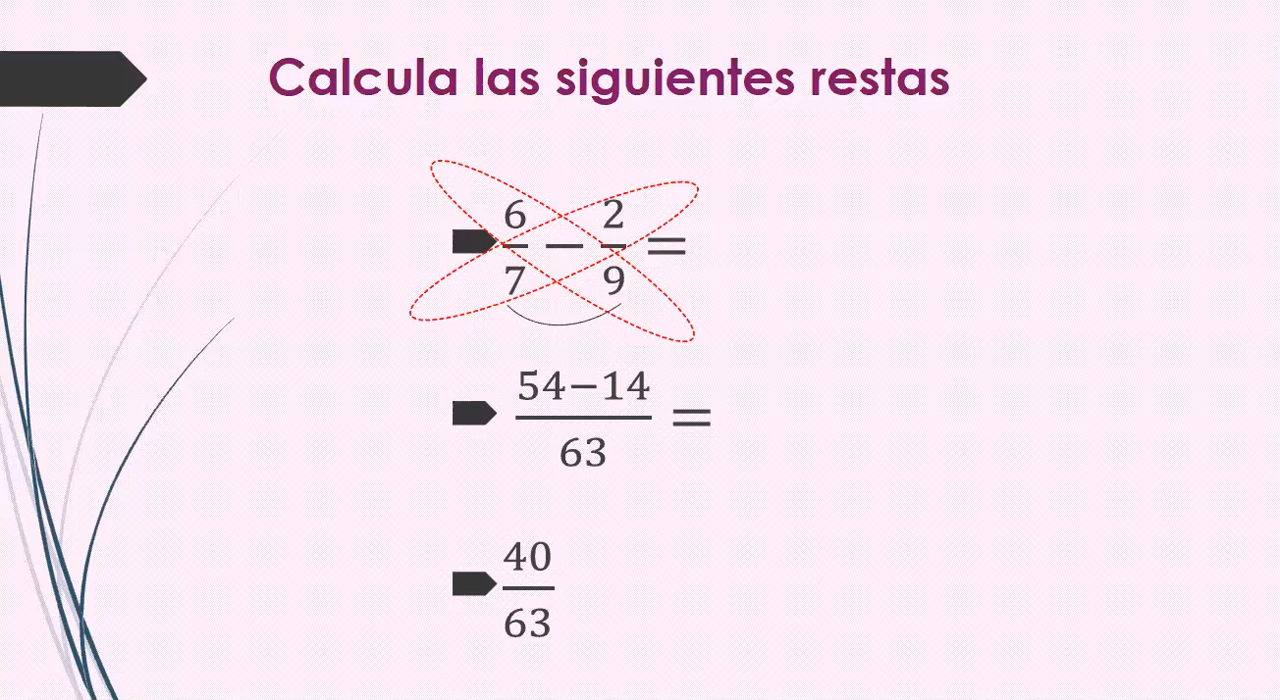 Calcula las siguientes restas
6/7 − 2/9 =
54−14/63 =
40/63